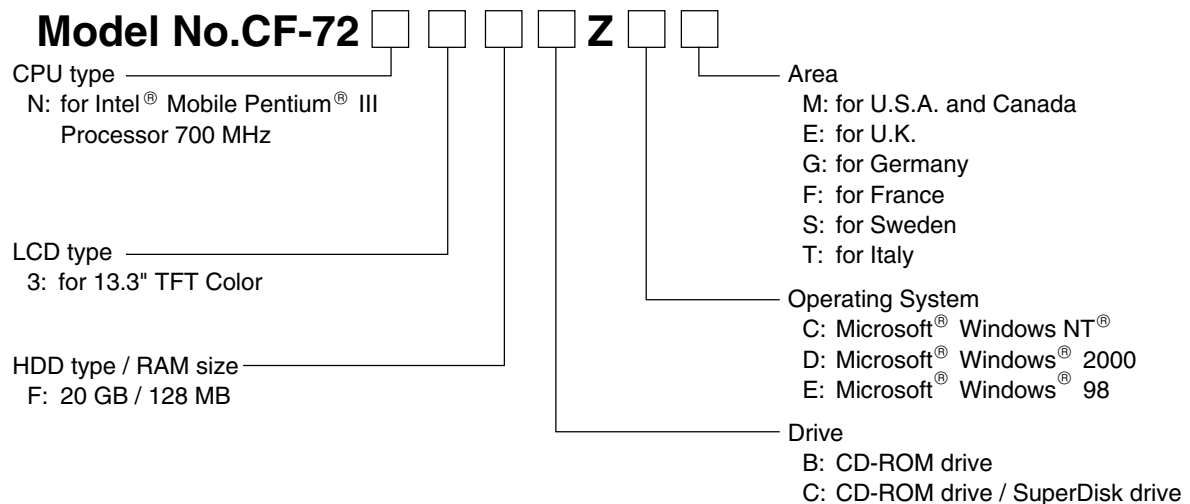 Model No.CF-72 □ □ □ □ Z □ □
CPU type
N: for Intel® Mobile Pentium® III
Processor 700 MHz
LCD type
3: for 13.3" TFT Color
HDD type / RAM size
F: 20 GB / 128 MB
Area
M: for U.S.A. and Canada
E: for U.K.
G: for Germany
F: for France
S: for Sweden
T: for Italy
Operating System
C: Microsoft® Windows NT®
D: Microsoft® Windows® 2000
E: Microsoft® Windows® 98
Drive
B: CD-ROM drive
C: CD-ROM drive / SuperDisk drive